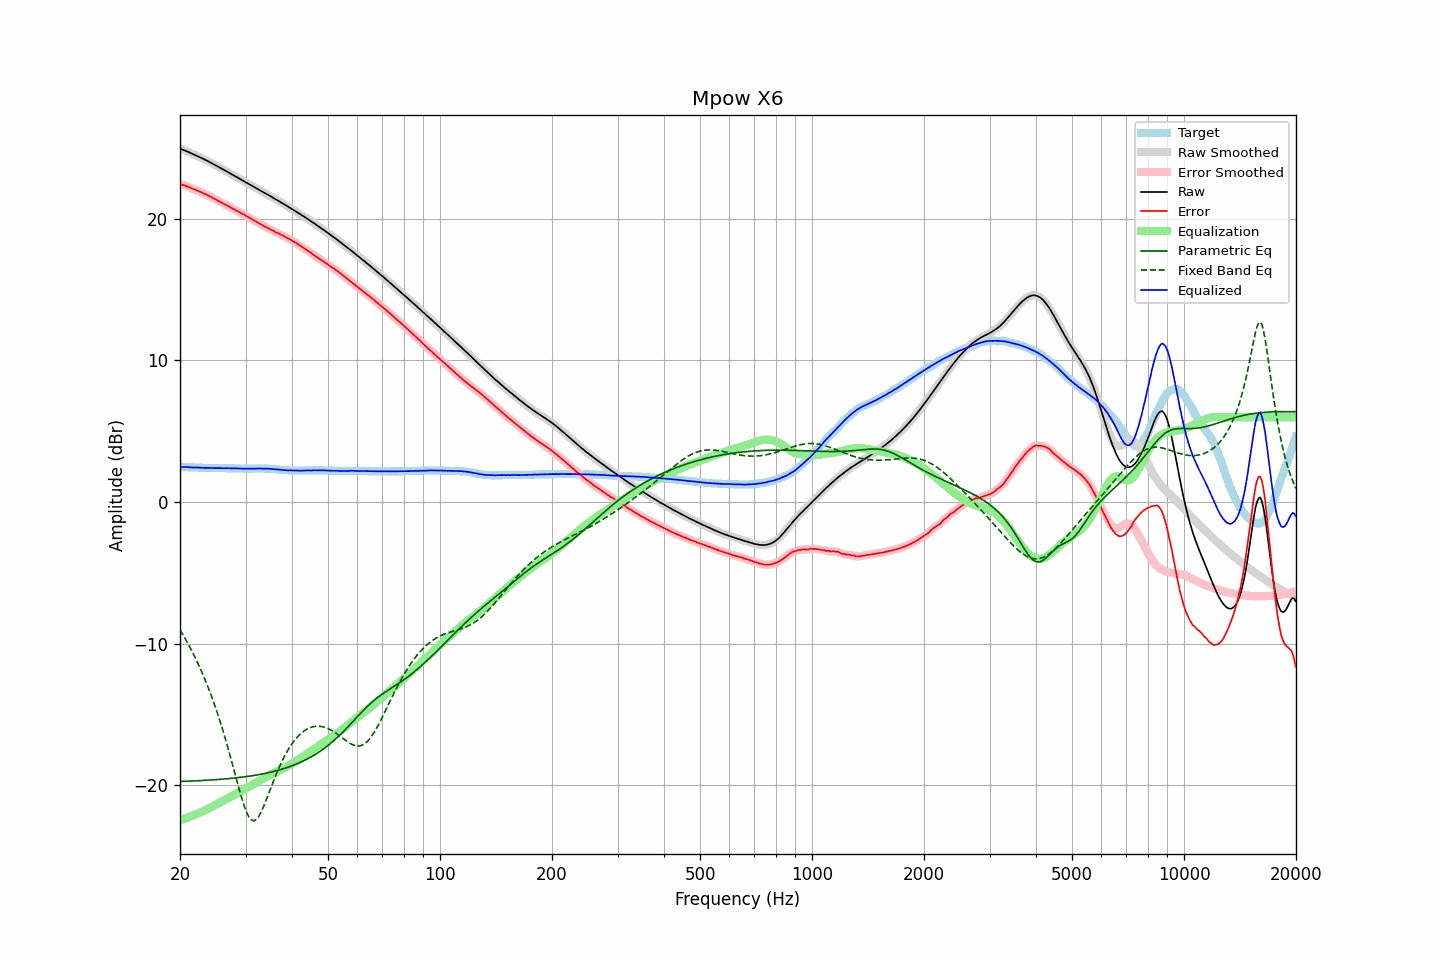 Mpow X6
Target
Raw Smoothed
Error Smoothed
Raw
Error
Equalization
Parametric Eq
Fixed Band Eq
Equalized
Amplitude (dBr)
20
10
0
−10
−20
20 50 100 200 500 1000 2000 5000 10000 20000
Frequency (Hz)